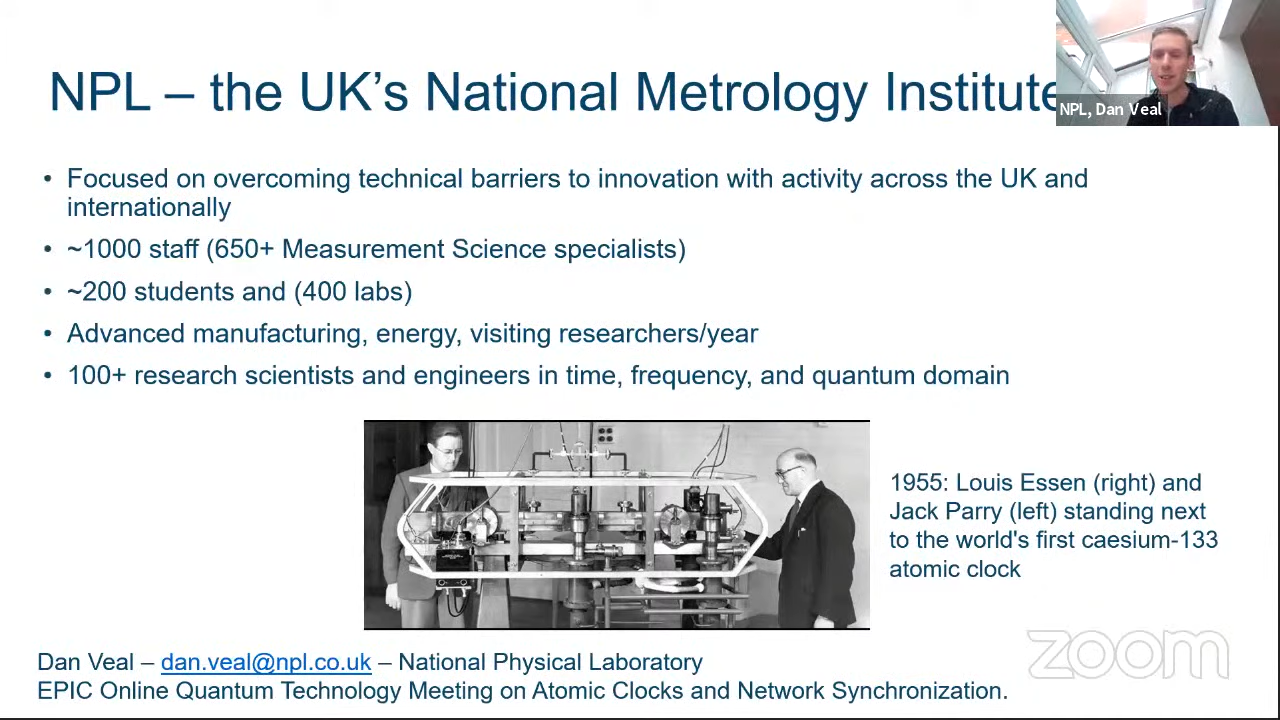 NPL – the UK's National Metrology Institute
NPL, Dan Veal
• Focused on overcoming technical barriers to innovation with activity across the UK and
internationally
• ~1000 staff (650+ Measurement Science specialists)
• ~200 students and (400 labs)
• Advanced manufacturing, energy, visiting researchers/year
• 100+ research scientists and engineers in time, frequency, and quantum domain
1955: Louis Essen (right) and
Jack Parry (left) standing next
to the world's first caesium-133
atomic clock
zoom
Dan Veal – dan.veal@npl.co.uk – National Physical Laboratory
EPIC Online Quantum Technology Meeting on Atomic Clocks and Network Synchronization.